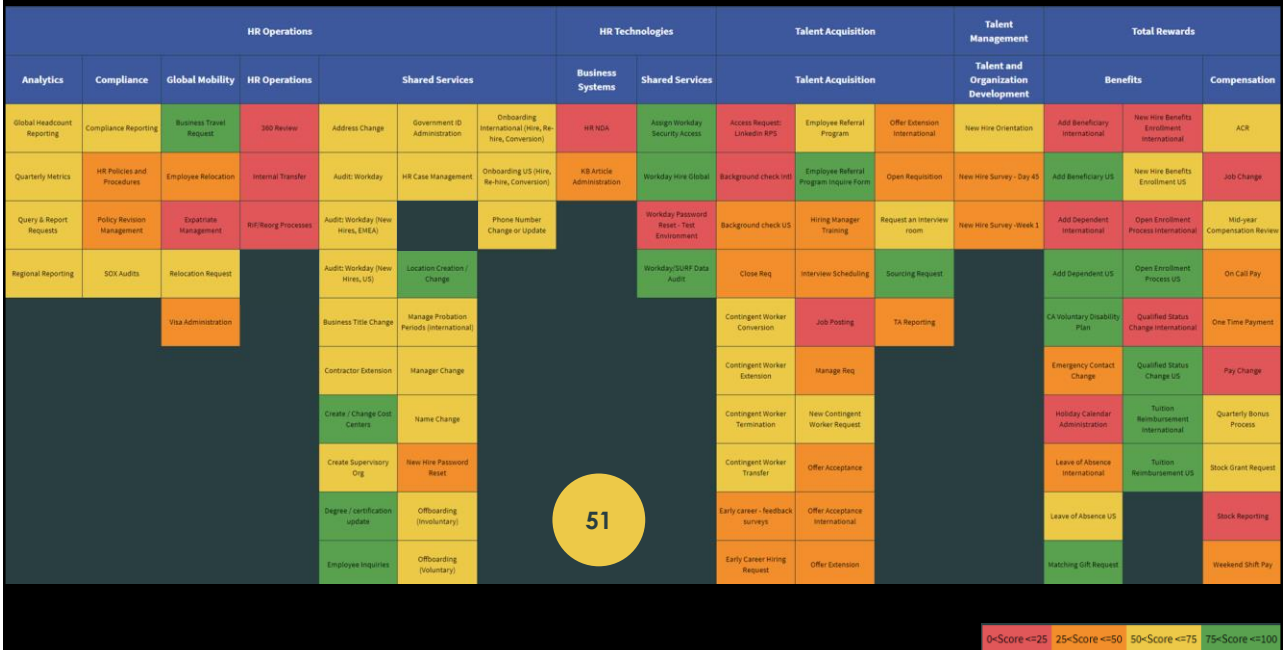 HR Operations
HR Technologies
Talent Acquisition
Talent
Management
Total Rewards
Analytics
Compliance
Global Mobility
HR Operations
Shared Services
Business
Systems
Shared Services
Talent Acquisition
Talent and
Organization
Development
Benefits
Compensation
Global Headcount
Reporting
Compliance Reporting
Business Travel
Request
360 Review
Address Change
Government ID
Administration
Onboarding
International (Hire, Re-
hire, Conversion)
HR NDA
Assign Workday
Security Access
Access Request:
LinkedIn RPS
Employee Referral
Program
Offer Extension
International
New Hire Orientation
Add Beneficiary
International
New Hire Benefits
Enrollment
International
ACR
Quarterly Metrics
HR Policies and
Procedures
Employee Relocation
Internal Transfer
Audit: Workday
HR Case Management
Onboarding US (Hire,
Re-hire, Conversion)
KB Article
Administration
Workday Hire Global
Background check Intl
Employee Referral
Program Inquire Form
Open Requisition
New Hire Survey - Day 45
Add Beneficiary US
New Hire Benefits
Enrollment US
Job Change
Query & Report
Requests
Policy Revision
Management
Expatriate
Management
RIF/Reorg Processes
Audit: Workday (New
Hires, EMEA)
Phone Number
Change or Update
Workday Password
Reset - Test
Environment
Background check US
Hiring Manager
Training
Request an Interview
room
New Hire Survey -Week 1
Add Dependent
International
Open Enrollment
Process International
Mid-year
Compensation Review
Regional Reporting
SOX Audits
Relocation Request
Audit: Workday (New
Hires, US)
Location Creation /
Change
Workday/SURF Data
Audit
Close Req
Interview Scheduling
Sourcing Request
Add Dependent US
Open Enrollment
Process US
On Call Pay
Visa Administration
Business Title Change
Manage Probation
Periods (international)
Contingent Worker
Conversion
Job Posting
TA Reporting
CA Voluntary Disability
Plan
Qualified Status
Change International
One Time Payment
Contractor Extension
Manager Change
Contingent Worker
Extension
Manage Req
Emergency Contact
Change
Qualified Status
Change US
Pay Change
Create / Change Cost
Centers
Name Change
Contingent Worker
Termination
New Contingent
Worker Request
Holiday Calendar
Administration
Tuition
Reimbursement
International
Quarterly Bonus
Process
Create Supervisory
Org
New Hire Password
Reset
Contingent Worker
Transfer
Offer Acceptance
Leave of Absence
International
Tuition
Reimbursement US
Stock Grant Request
Degree / certification
update
Offboarding
(Involuntary)
51
Early career - feedback
surveys
Offer Acceptance
International
Leave of Absence US
Stock Reporting
Employee Inquiries
Offboarding
(Voluntary)
Early Career Hiring
Request
Offer Extension
Matching Gift Request
Weekend Shift Pay
0<Score <=25
25<Score <=50
50<Score <=75
75<Score <=100